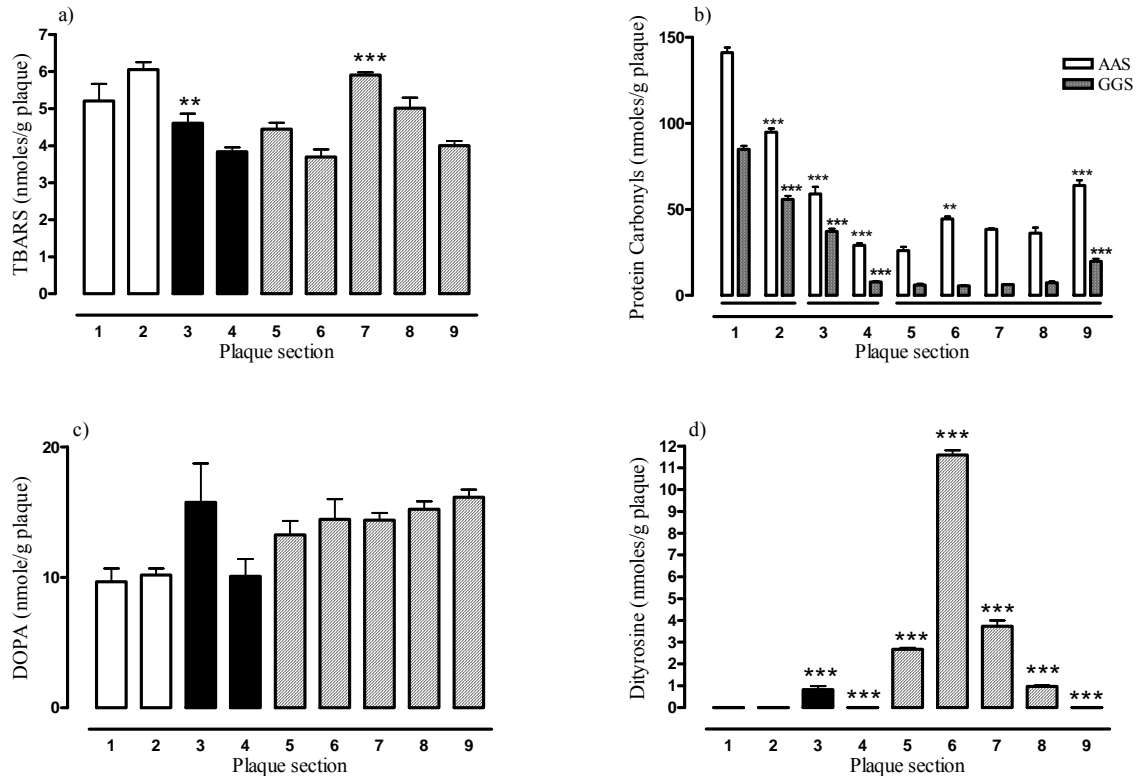 a)
TBARS (nmoles/g plaque)
7
6
5
4
3
2
1
0
**
***
1 2 3 4 5 6 7 8 9
Plaque section
b)
Protein Carbonyls (nmoles/g plaque)
150
100
50
0
AAS
GGS
***
***
***
***
***
***
**
***
***
1 2 3 4 5 6 7 8 9
Plaque section
c)
DOPA (nmole/g plaque)
20
10
0
1 2 3 4 5 6 7 8 9
Plaque section
d)
Dityrosine (nmoles/g plaque)
12
11
10
9
8
7
6
5
4
3
2
1
0
***
***
***
***
***
***
***
1 2 3 4 5 6 7 8 9
Plaque section